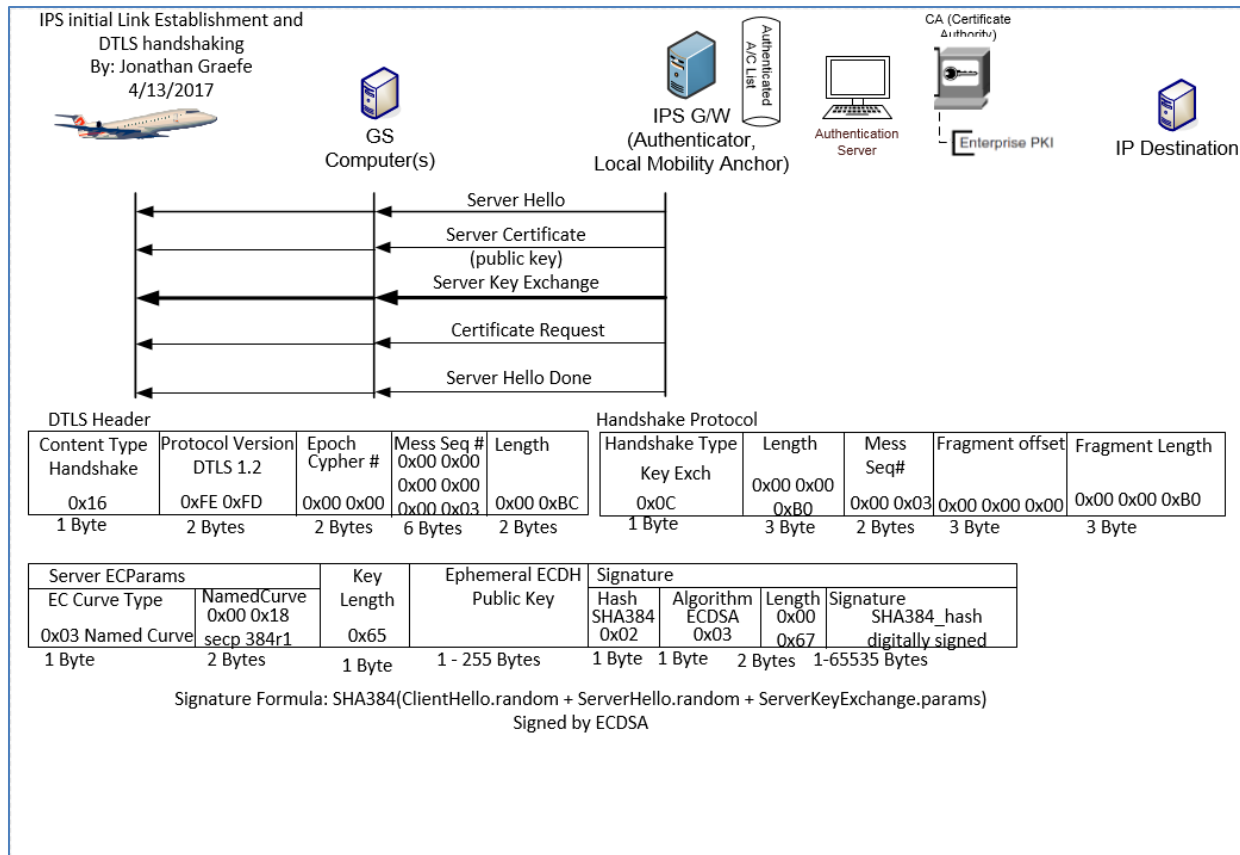 IPS initial Link Establishment and
DTLS handshaking
By: Jonathan Graefe
4/13/2017
GS
Computer(s)
IPS G/W
(Authenticator,
Local Mobility Anchor)
Authenticated
A/C List
Authentication
Server
CA (Certificate
Authority)
Enterprise PKI
IP Destination
Server Hello
Server Certificate
(public key)
Server Key Exchange
Certificate Request
Server Hello Done
DTLS Header
Content Type
Handshake
0x16
1 Byte
Protocol Version
DTLS 1.2
0xFE 0xFD
2 Bytes
Epoch
Cypher #
0x00 0x00
2 Bytes
Mess Seq #
0x00 0x00
0x00 0x00
0x00 0x03
6 Bytes
Length
0x00 0xBC
2 Bytes
Handshake Protocol
Handshake Type
Key Exch
0x0C
1 Byte
Length
0x00 0x00
0xB0
3 Byte
Mess
Seq#
0x00 0x03
2 Bytes
Fragment offset
0x00 0x00 0x00
3 Byte
Fragment Length
0x00 0x00 0xB0
3 Byte
Server ECParams
EC Curve Type
0x03 Named Curve
1 Byte
NamedCurve
0x00 0x18
secp 384r1
2 Bytes
Key
Length
0x65
1 Byte
Ephemeral ECDH
Public Key
1 - 255 Bytes
Signature
Hash
SHA384
0x02
1 Byte
Algorithm
ECDSA
0x03
1 Byte
Length
0x00
0x67
2 Bytes
Signature
SHA384_hash
digitally signed
1-65535 Bytes
Signature Formula: SHA384(ClientHello.random + ServerHello.random + ServerKeyExchange.params)
Signed by ECDSA